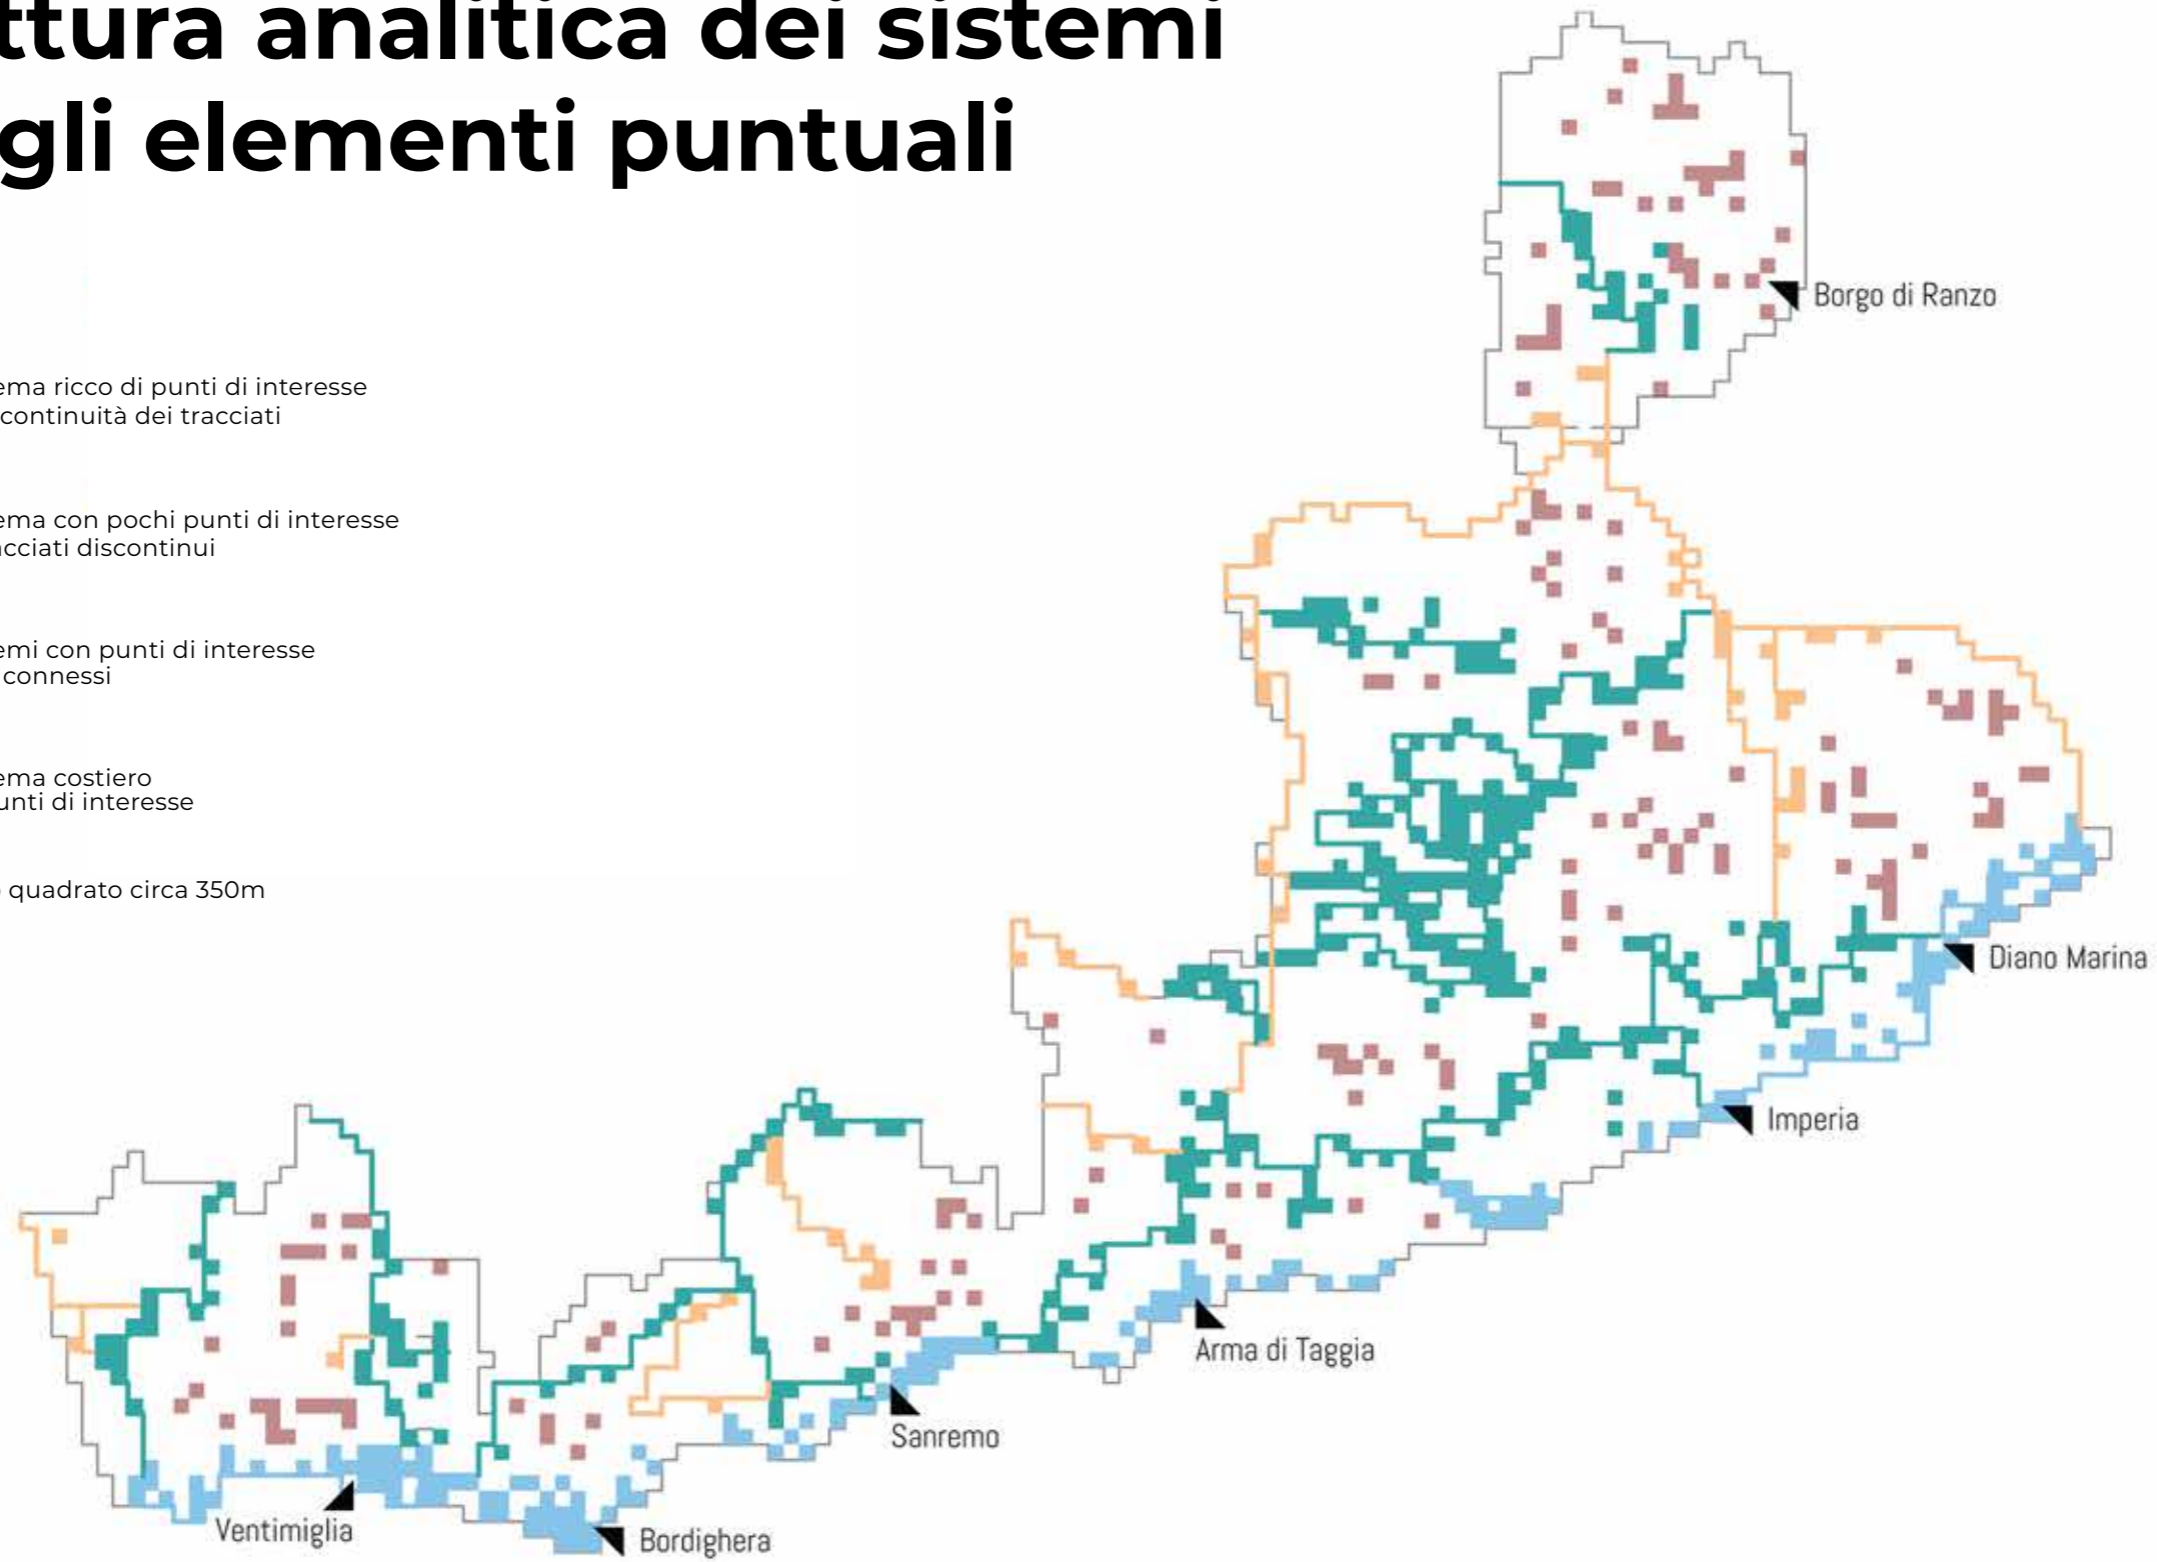 ttura analitica dei sistemi
gli elementi puntuali
ema ricco di punti di interesse
continuità dei tracciati
ema con pochi punti di interesse
acciati discontinui
emi con punti di interesse
connessi
ema costiero
unti di interesse
quadrato circa 350m
Borgo di Ranzo
Diano Marina
Imperia
Arma di Taggia
Sanremo
Ventimiglia
Bordighera